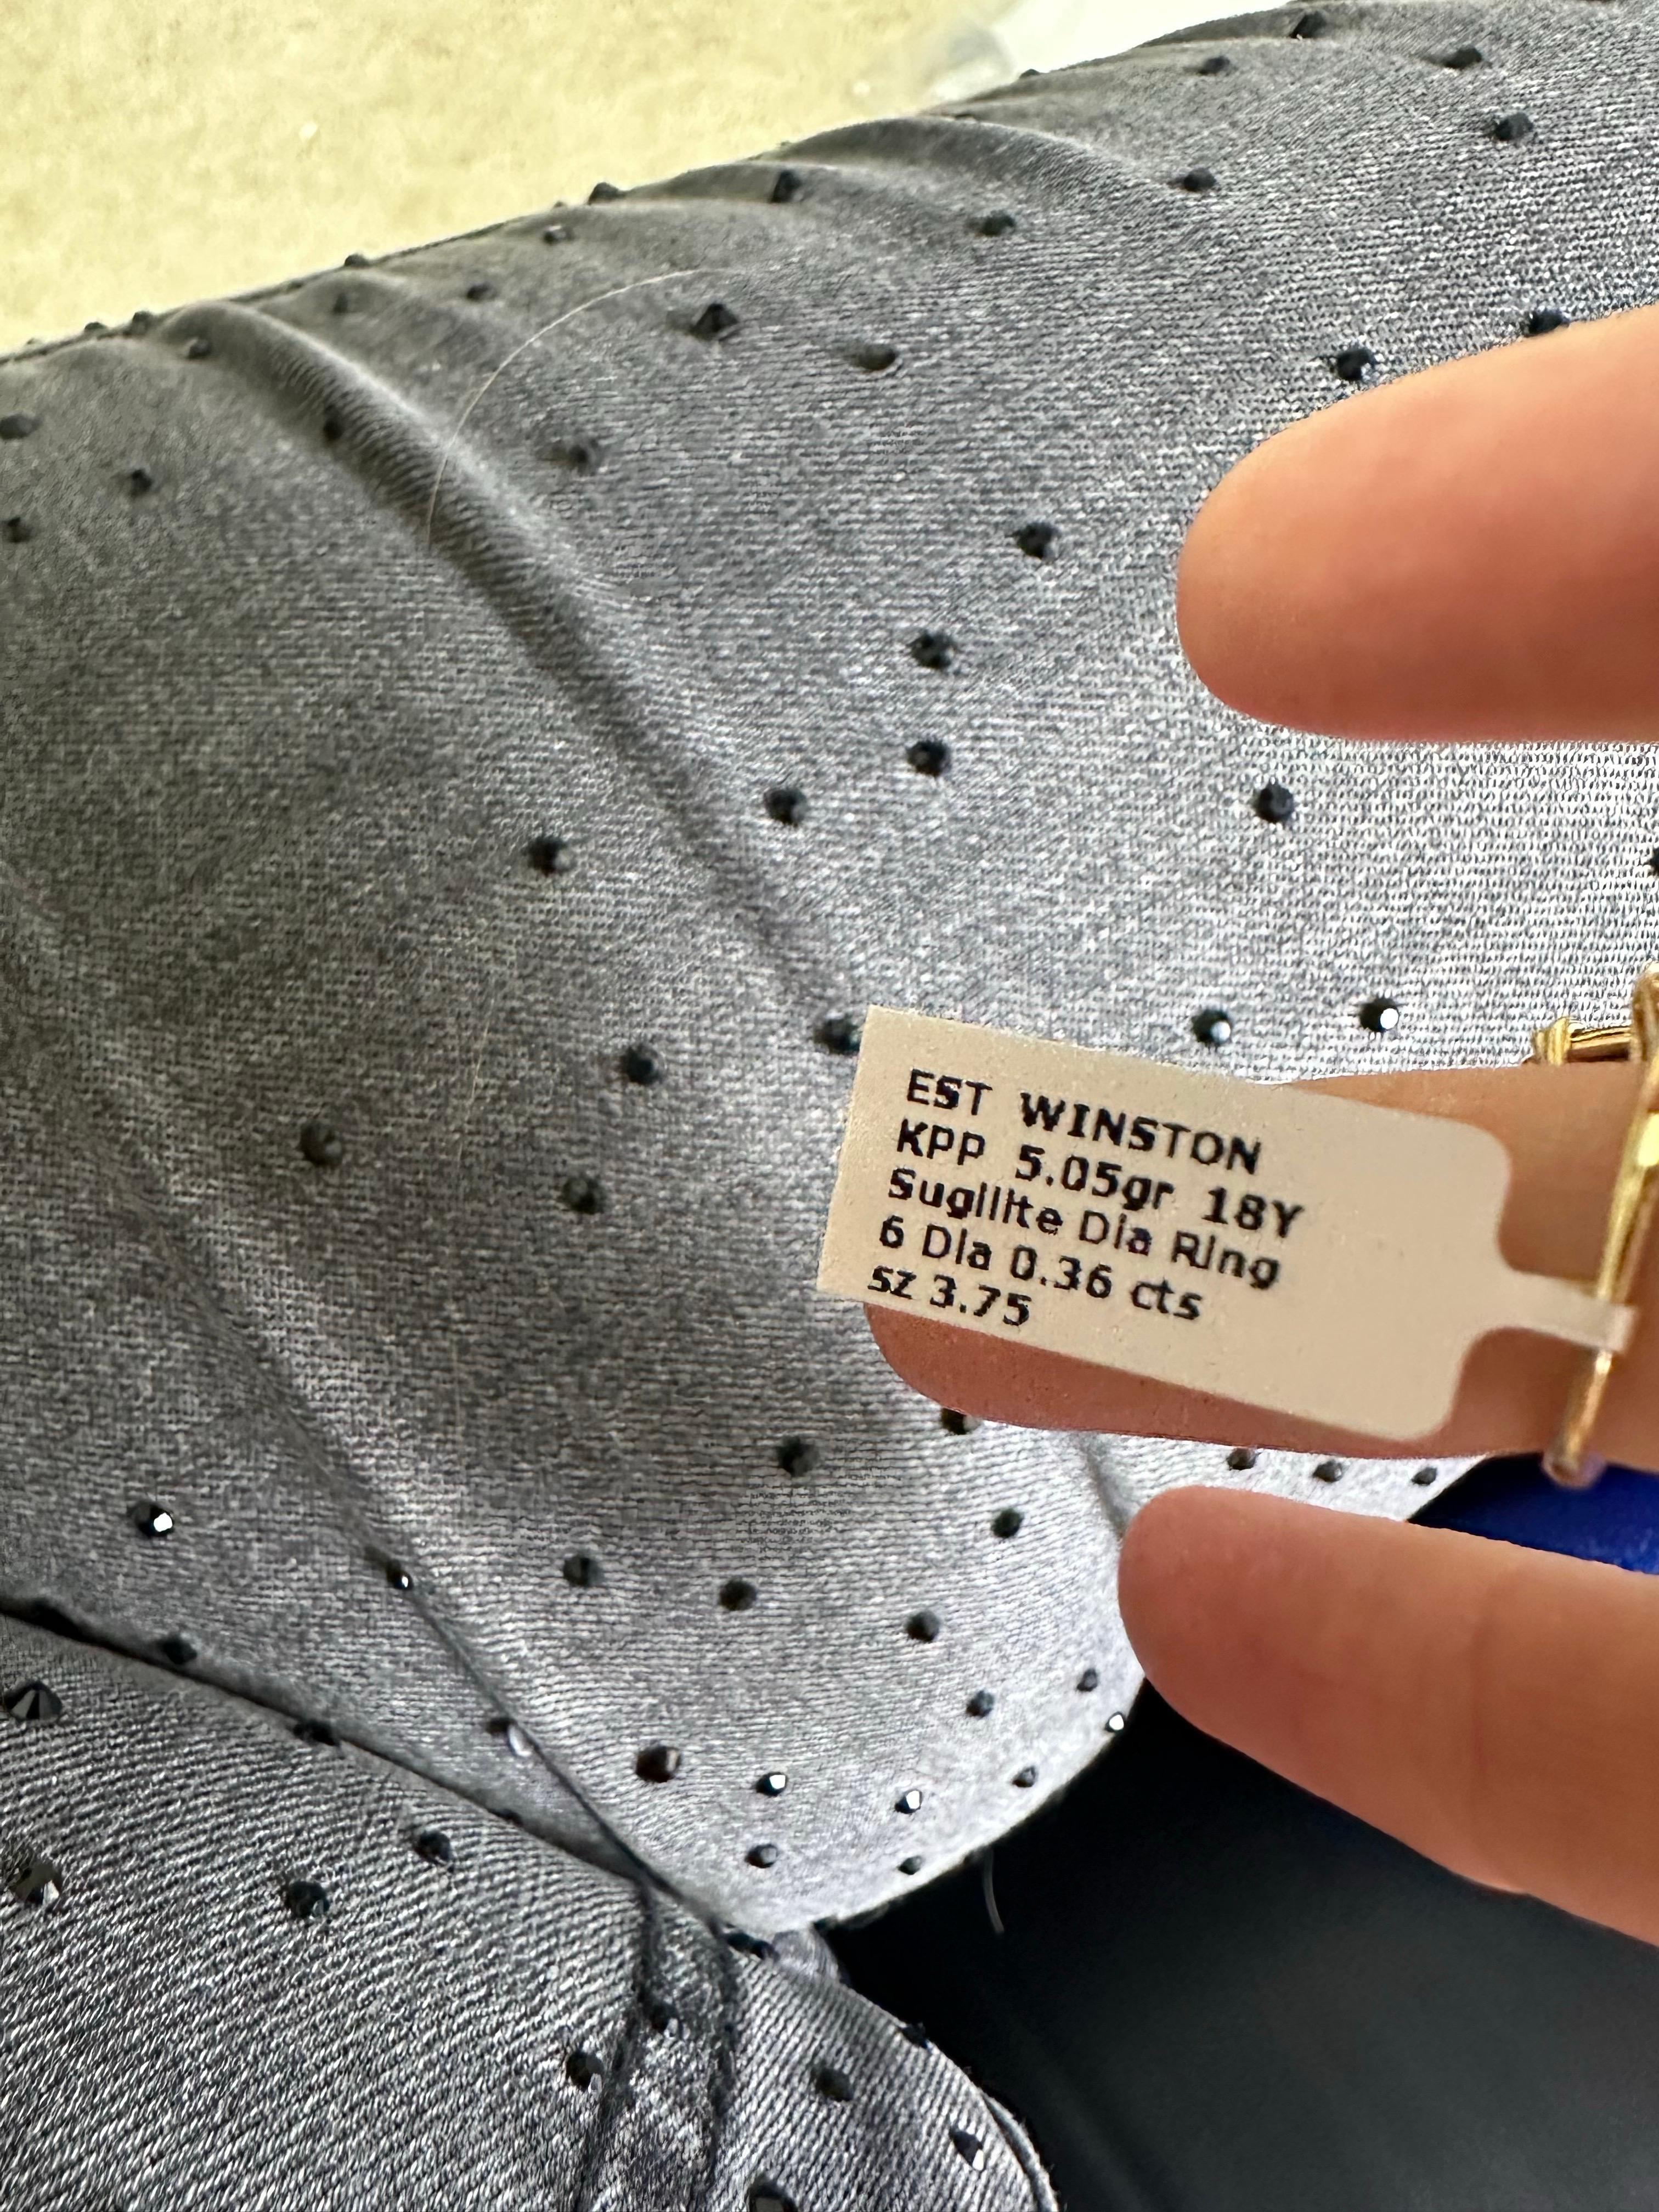 EST WINSTON
KPP 5.05gr 18Y
Sugilite Dia Ring
6 Dia 0.36 cts
sz 3.75